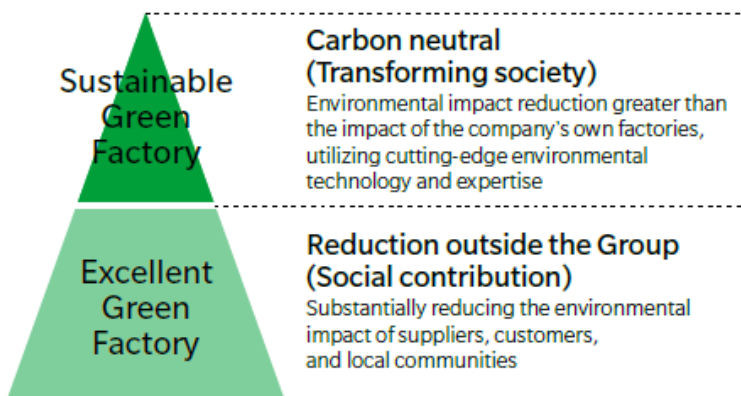 Sustainable
Green
Factory
Carbon neutral
(Transforming society)
Environmental impact reduction greater than
the impact of the company's own factories,
utilizing cutting-edge environmental
technology and expertise
Excellent
Green
Factory
Reduction outside the Group
(Social contribution)
Substantially reducing the environmental
impact of suppliers, customers,
and local communities